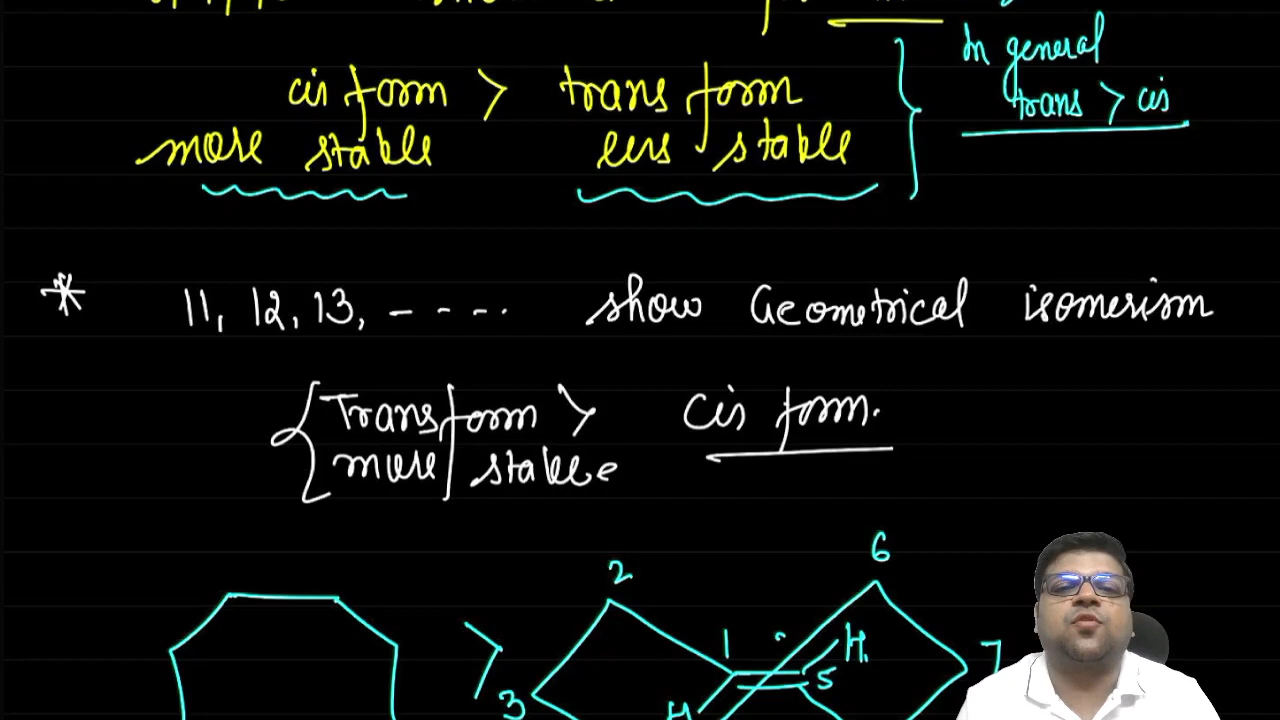 In general
cis form > trans form
trans > cis
more stable less stable
* 11, 12, 13, - - - - show Geometrical isomerism
{ Trans form > cis form.
more stable
6
2
> 1 H
7
5
3 H